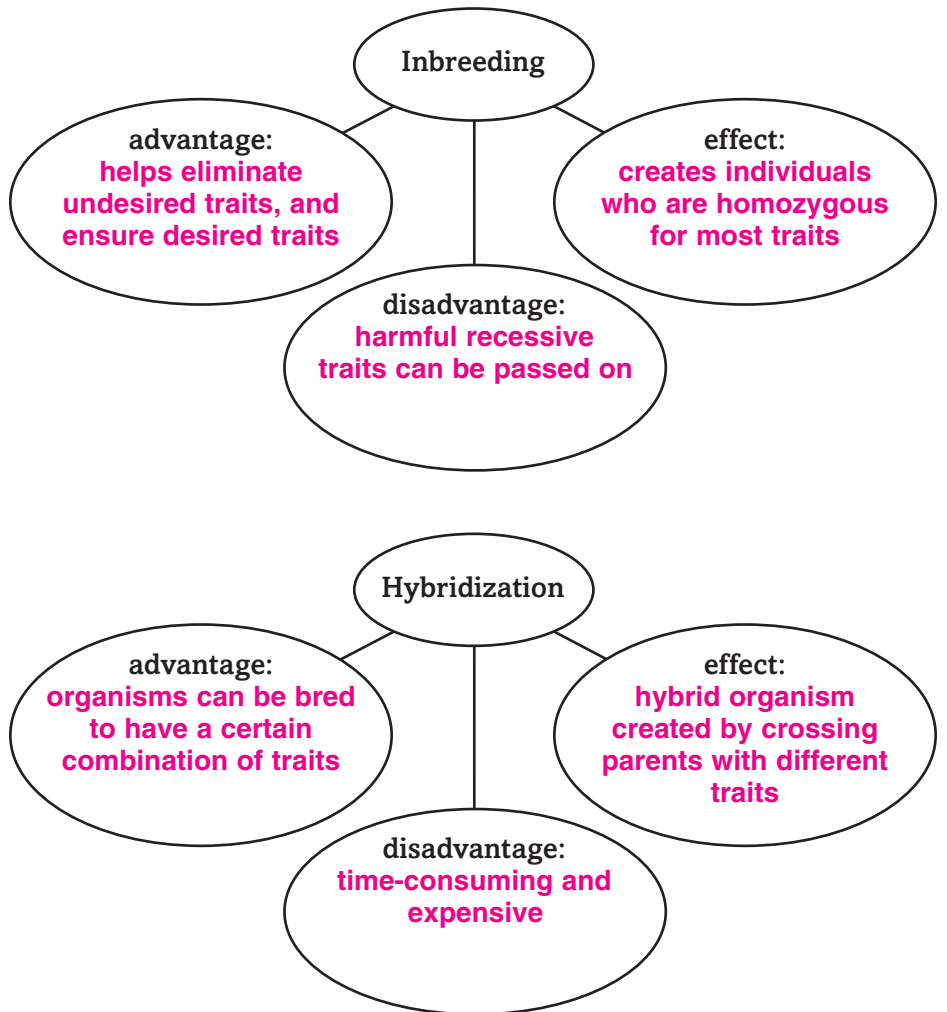 Inbreeding
advantage:
helps eliminate
undesired traits, and
ensure desired traits
effect:
creates individuals
who are homozygous
for most traits
disadvantage:
harmful recessive
traits can be passed on
Hybridization
advantage:
organisms can be bred
to have a certain
combination of traits
effect:
hybrid organism
created by crossing
parents with different
traits
disadvantage:
time-consuming and
expensive